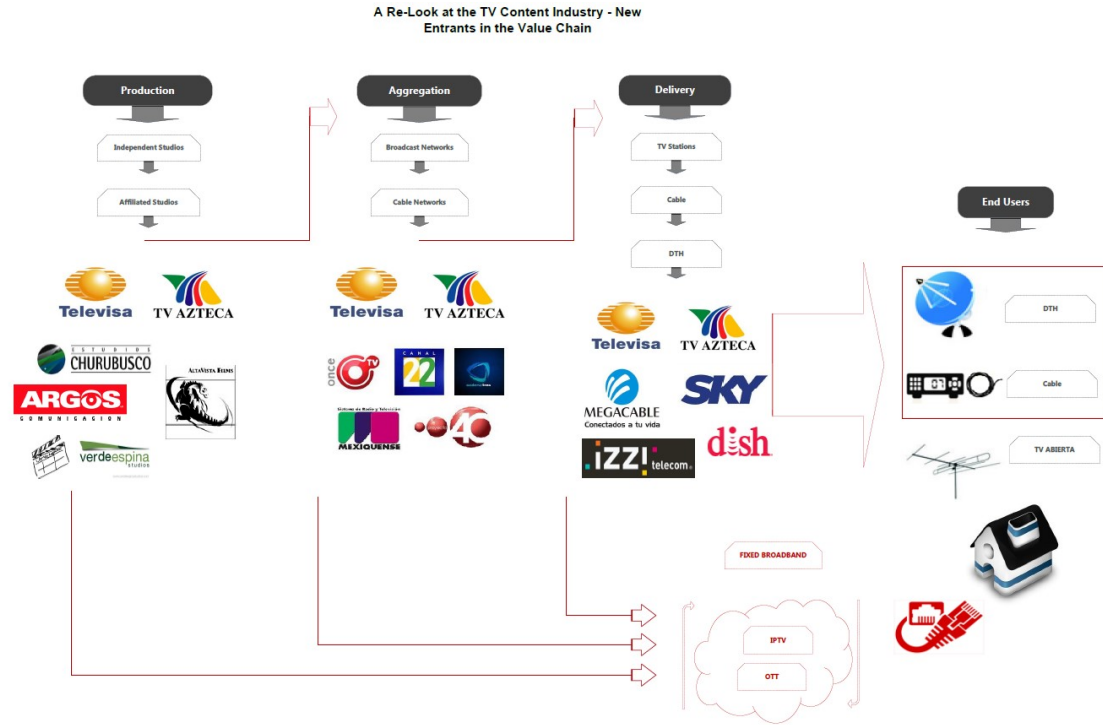 A Re-Look at the TV Content Industry - New
Entrants in the Value Chain
Production
Aggregation
Delivery
Independent Studios
Broadcast Networks
TV Stations
Affiliated Studios
Cable Networks
Cable
End Users
DTH
Televisa
TV AZTECA
Televisa
TV AZTECA
Televisa
TV AZTECA
DTH
ESTUDIOS
CHURUBUSCO
ALTAVISTA FILMS
once
TV
CANAL
22
MEGACABLE
Conectados a tu vida
SKY
Cable
ARGOS
COMUNICACION
Sistema de Radio y Televisión
MEXIQUENSE
40
izzi telecom
dish
TV ABIERTA
verdeespina
studios
FIXED BROADBAND
IPTV
OTT